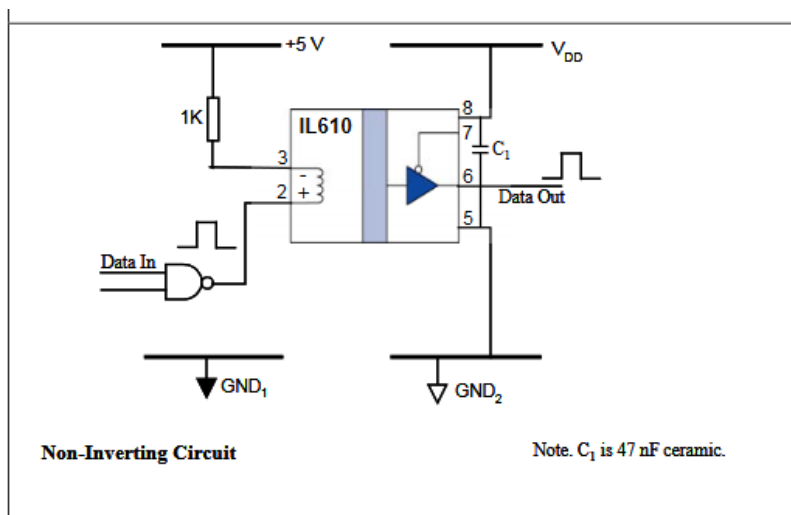 +5 V
V_DD
1K
IL610
8
7
C₁
3
-
2
+
6
Data Out
5
Data In
GND₁
GND₂
Non-Inverting Circuit
Note. C₁ is 47 nF ceramic.